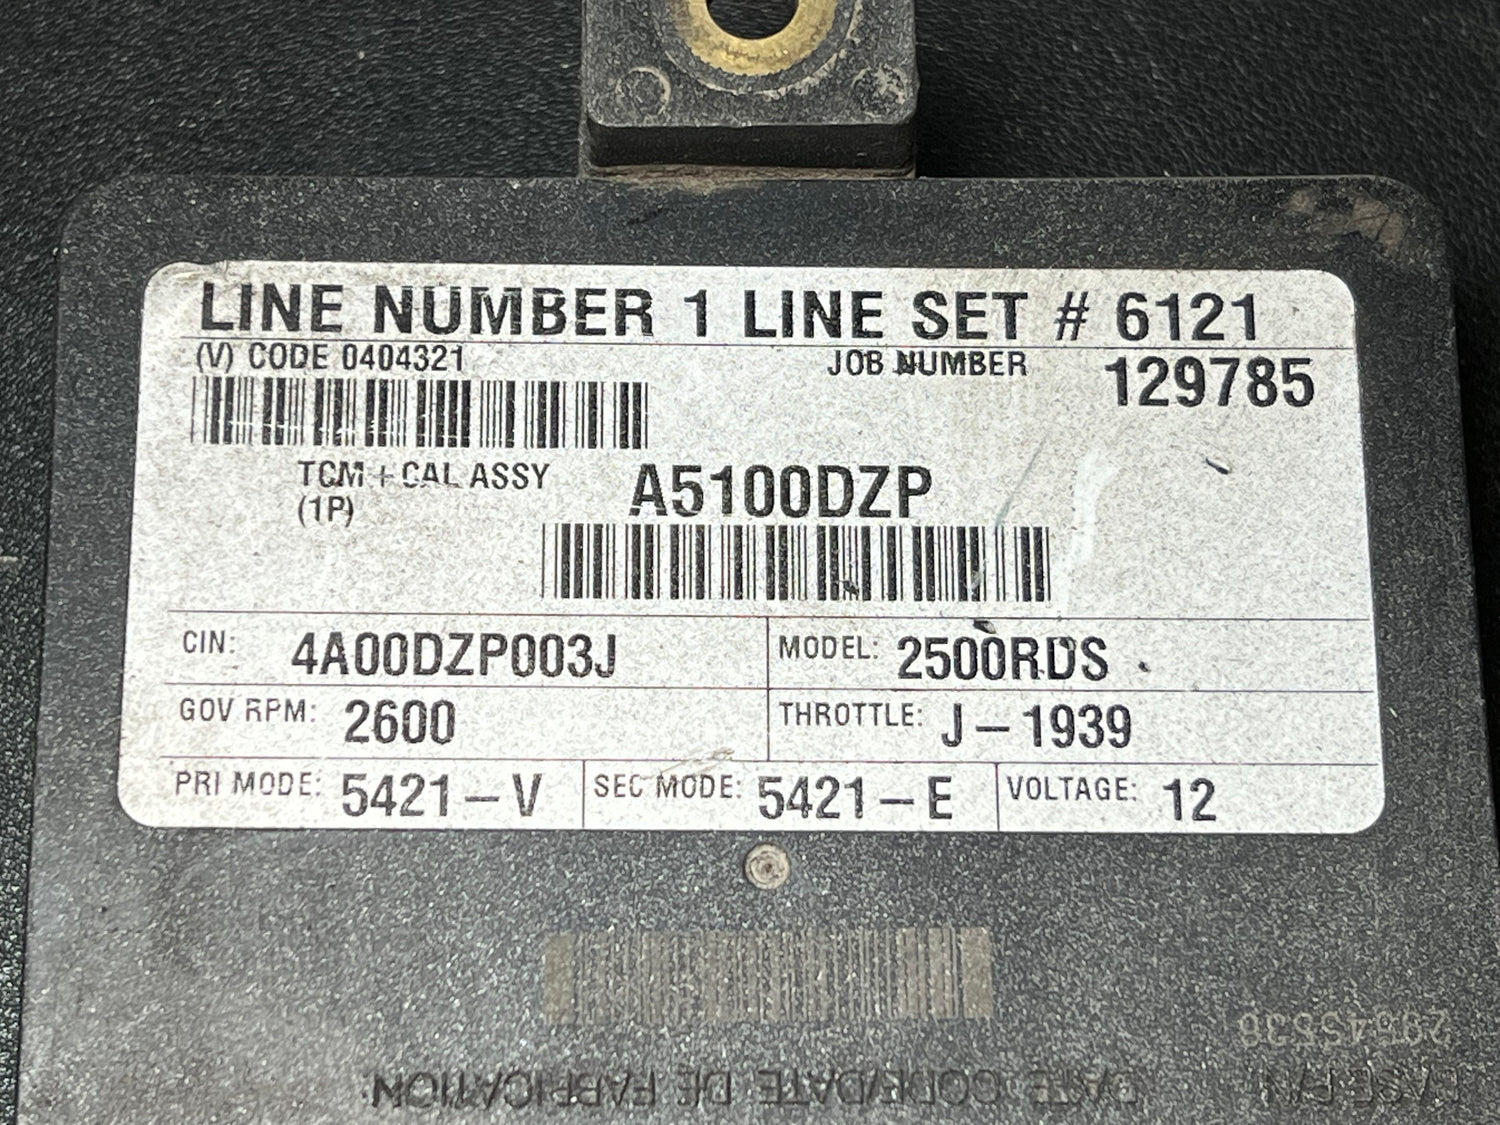 LINE NUMBER 1 LINE SET # 6121
(V) CODE 0404321 JOB NUMBER 129785
TCM + CAL ASSY A5100DZP
(1P)
CIN: 4A00DZP003J MODEL: 2500RDS
GOV RPM: 2600 THROTTLE: J-1939
PRI MODE: 5421-V SEC MODE: 5421-E VOLTAGE: 12
29545538
DATE CODE/DATE DE FABRICATION BASE P/N